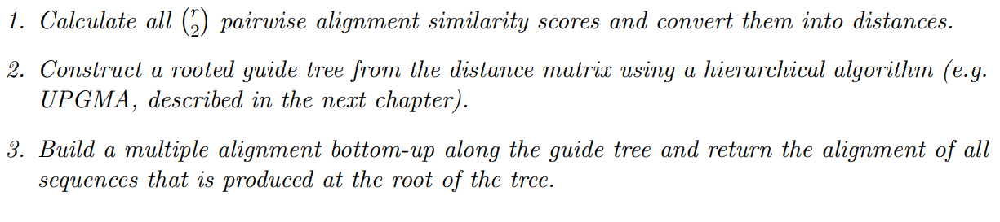 1. Calculate all (r 2) pairwise alignment similarity scores and convert them into distances.
2. Construct a rooted guide tree from the distance matrix using a hierarchical algorithm (e.g.
UPGMA, described in the next chapter).
3. Build a multiple alignment bottom-up along the guide tree and return the alignment of all
sequences that is produced at the root of the tree.